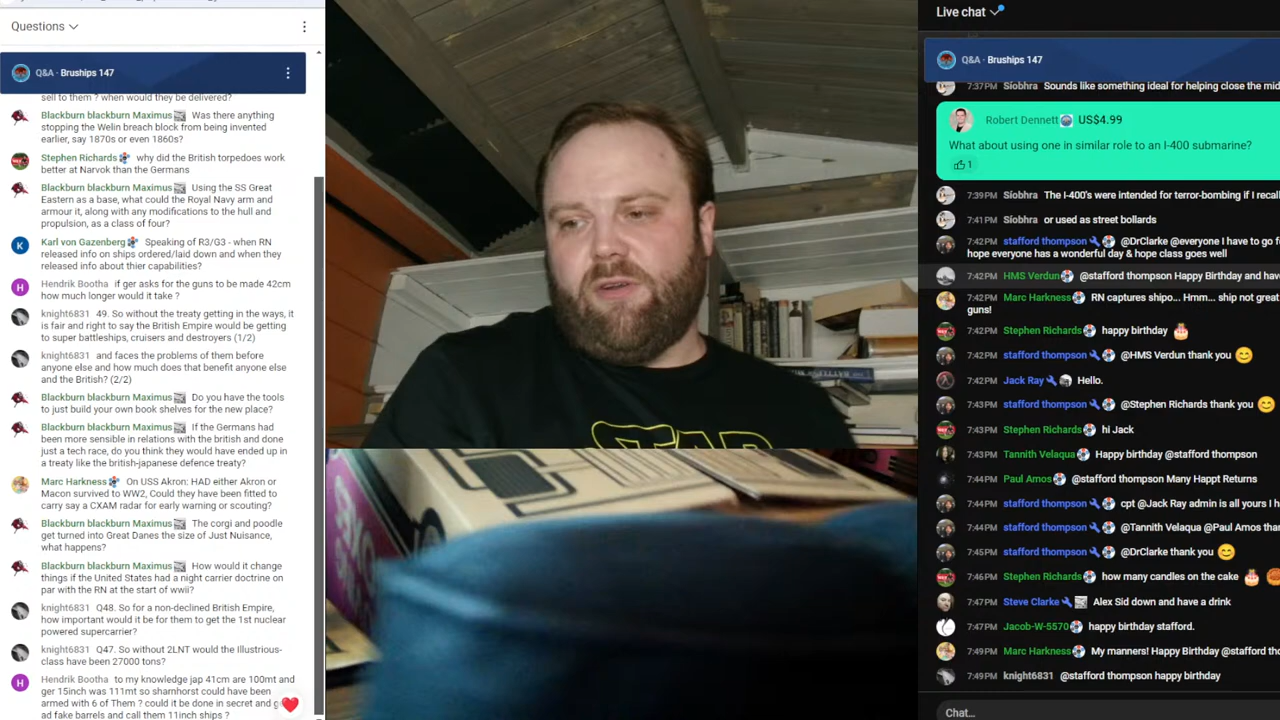 Questions
Q&A · Bruships 147
sell to them ? when would they be delivered?
Blackburn blackburn Maximus Was there anything
stopping the Welin breach block from being invented
earlier, say 1870s or even 1860s?
Stephen Richards why did the British torpedoes work
better at Narvok than the Germans
Blackburn blackburn Maximus Using the SS Great
Eastern as a base, what could the Royal Navy arm and
armour it, along with any modifications to the hull and
propulsion, as a class of four?
Karl von Gazenberg Speaking of R3/G3 - when RN
released info on ships ordered/laid down and when they
released info about thier capabilities?
Hendrik Bootha if ger asks for the guns to be made 42cm
how much longer would it take ?
knight6831 49. So without the treaty getting in the ways, it
is fair and right to say the British Empire would be getting
to super battleships, cruisers and destroyers (1/2)
knight6831 and faces the problems of them before
anyone else and how much does that benefit anyone else
and the Britain? (2/2)
Blackburn blackburn Maximus Do you have the tools
to just build your own book shelves for the new place?
Blackburn blackburn Maximus If the Germans had
been more sensible in relations with the british and done
just a tech race, do you think they would have ended up in
a treaty like the british-japanese defence treaty?
Marc Harkness On USS Akron: HAD either Akron or
Macon survived to WW2, Could they have been fitted to
carry say a CXAM radar for early warning or scouting?
Blackburn blackburn Maximus The corgi and poodle
get turned into Great Danes the size of Just Nuisance,
what happens?
Blackburn blackburn Maximus How would it change
things if the United States had a night carrier doctrine on
par with the RN at the start of wwii?
knight6831 Q48. So for a non-declined British Empire,
how important would it be for them to get the 1st nuclear
powered supercarrier?
knight6831 Q47. So without 2LNT would the Illustrious-
class have been 27000 tons?
Hendrik Bootha to my knowledge jap 41cm are 100mt and
ger 15inch was 111mt so sharnhorst could have been
armed with 6 of Them ? could it be done in secret and
ad fake barrels and call them 11inch ships ?
STAR
Live chat
Q&A · Bruships 147
7:37PM Síobhra Sounds like something ideal for helping close the mid
Robert Dennett US$4.99
What about using one in similar role to an I-400 submarine?
1
7:39PM Síobhra The I-400's were intended for terror-bombing if I recal
7:41PM Síobhra or used as street bollards
7:42PM stafford thompson @DrClarke @everyone I have to go f
hope everyone has a wonderful day & hope class goes well
7:42PM HMS Verdun @stafford thompson Happy Birthday and hav
7:42PM Marc Harkness RN captures shipo... Hmm... ship not grea
guns!
7:42PM Stephen Richards happy birthday
7:42PM stafford thompson @HMS Verdun thank you
7:42PM Jack Ray Hello.
7:43PM stafford thompson @Stephen Richards thank you
7:43PM Stephen Richards hi Jack
7:43PM Tannith Velaqua Happy birthday @stafford thompson
7:44PM Paul Amos @stafford thompson Many Happt Returns
7:44PM stafford thompson cpt @Jack Ray admin is all yours I h
7:44PM stafford thompson @Tannith Velaqua @Paul Amos than
7:45PM stafford thompson @DrClarke thank you
7:46PM Stephen Richards how many candles on the cake
7:47PM Steve Clarke Alex Sid down and have a drink
7:47PM Jacob-W-5570 happy birthday stafford.
7:49PM Marc Harkness My manners! Happy Birthday @stafford tho
7:49PM knight6831 @stafford thompson happy birthday
Chat...